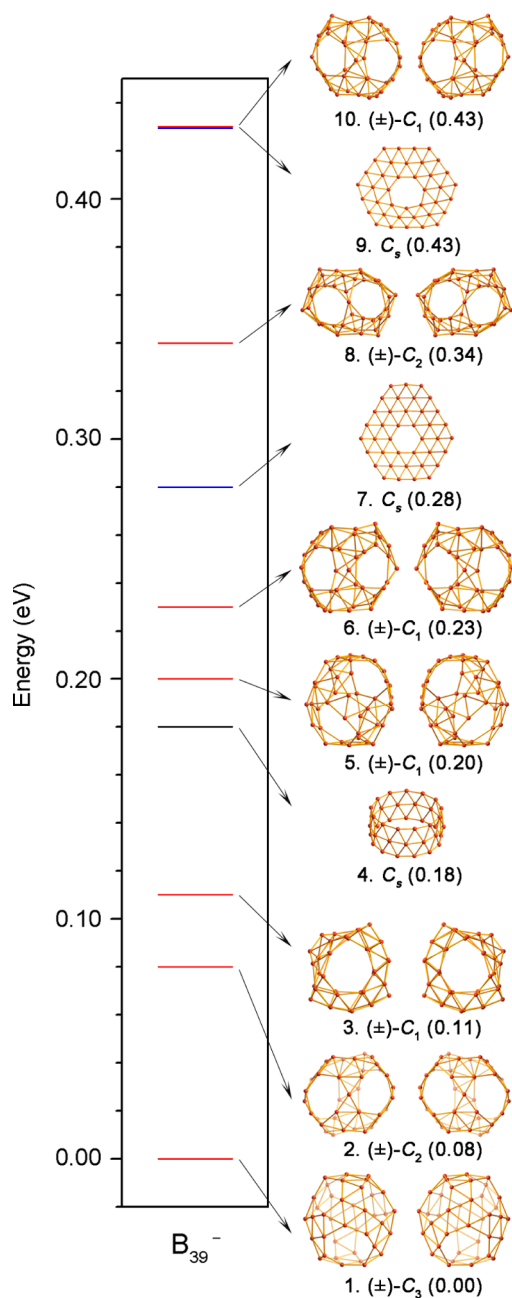 10. (±)-C₁ (0.43)
0.40
9. Cₛ (0.43)
8. (±)-C₂ (0.34)
0.30
7. Cₛ (0.28)
6. (±)-C₁ (0.23)
Energy (eV)
0.20
5. (±)-C₁ (0.20)
4. Cₛ (0.18)
0.10
3. (±)-C₁ (0.11)
2. (±)-C₂ (0.08)
0.00
B₃₉⁻
1. (±)-C₃ (0.00)